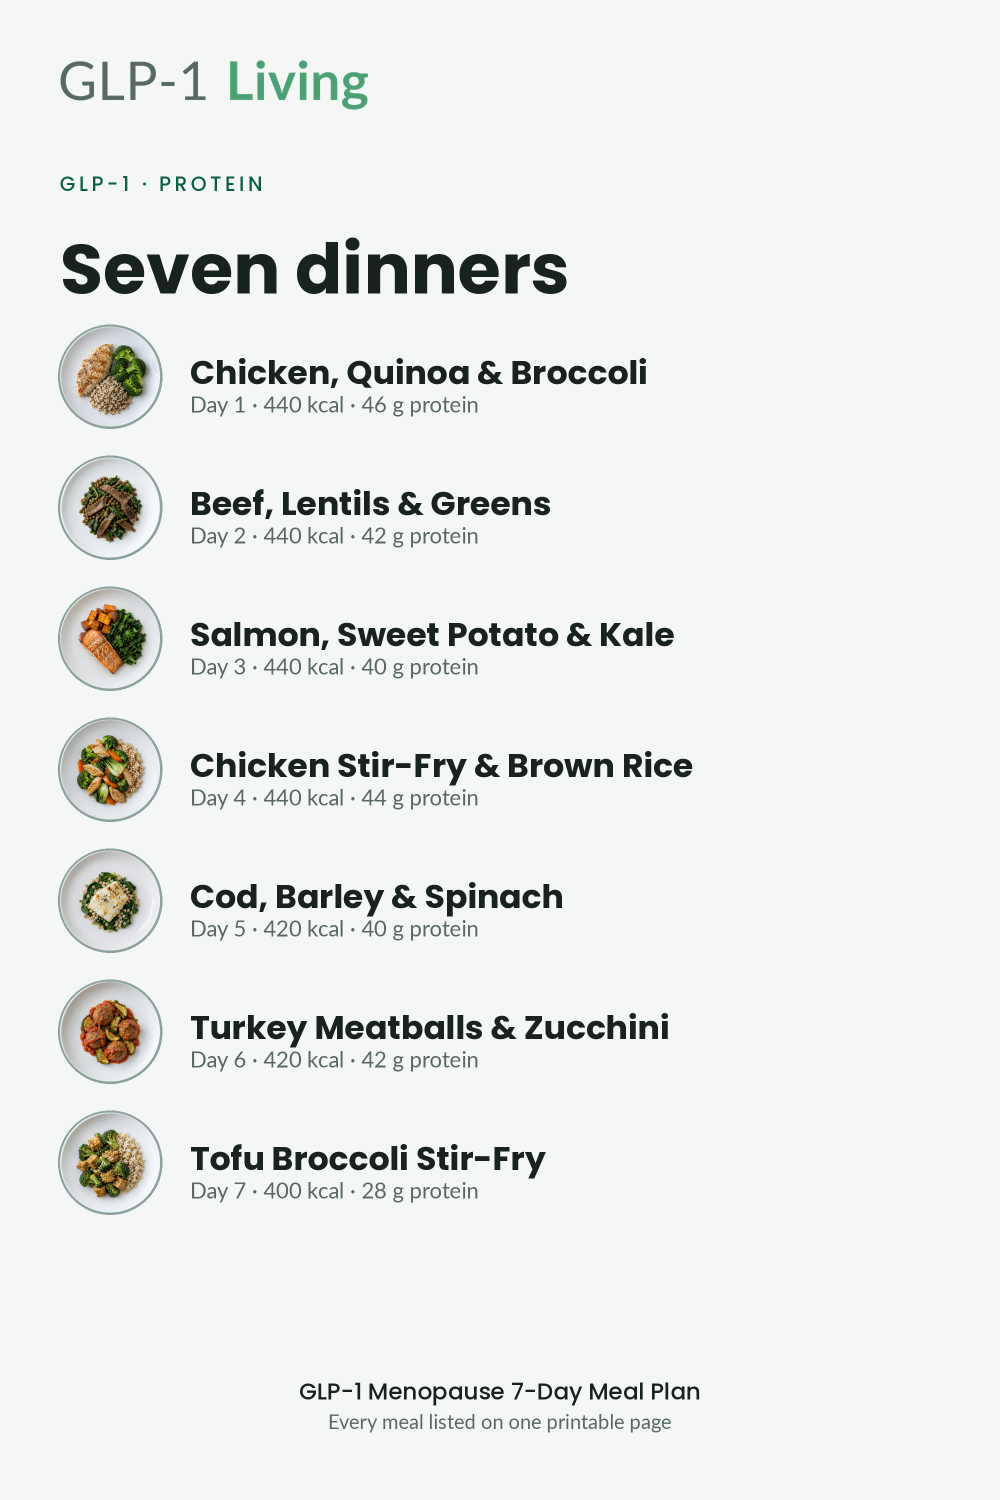 GLP-1 Living
GLP-1 · PROTEIN
Seven dinners
Chicken, Quinoa & Broccoli
Day 1 · 440 kcal · 46 g protein
Beef, Lentils & Greens
Day 2 · 440 kcal · 42 g protein
Salmon, Sweet Potato & Kale
Day 3 · 440 kcal · 40 g protein
Chicken Stir-Fry & Brown Rice
Day 4 · 440 kcal · 44 g protein
Cod, Barley & Spinach
Day 5 · 420 kcal · 40 g protein
Turkey Meatballs & Zucchini
Day 6 · 420 kcal · 42 g protein
Tofu Broccoli Stir-Fry
Day 7 · 400 kcal · 28 g protein
GLP-1 Menopause 7-Day Meal Plan
Every meal listed on one printable page